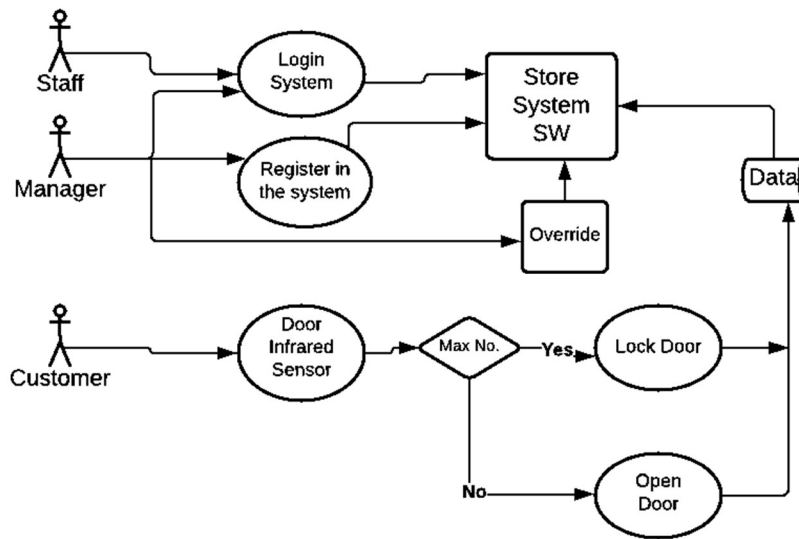 Staff
Login
System
Store
System
SW
Manager
Register in
the system
Data
Override
Customer
Door
Infrared
Sensor
Max No.
Yes
Lock Door
No
Open
Door